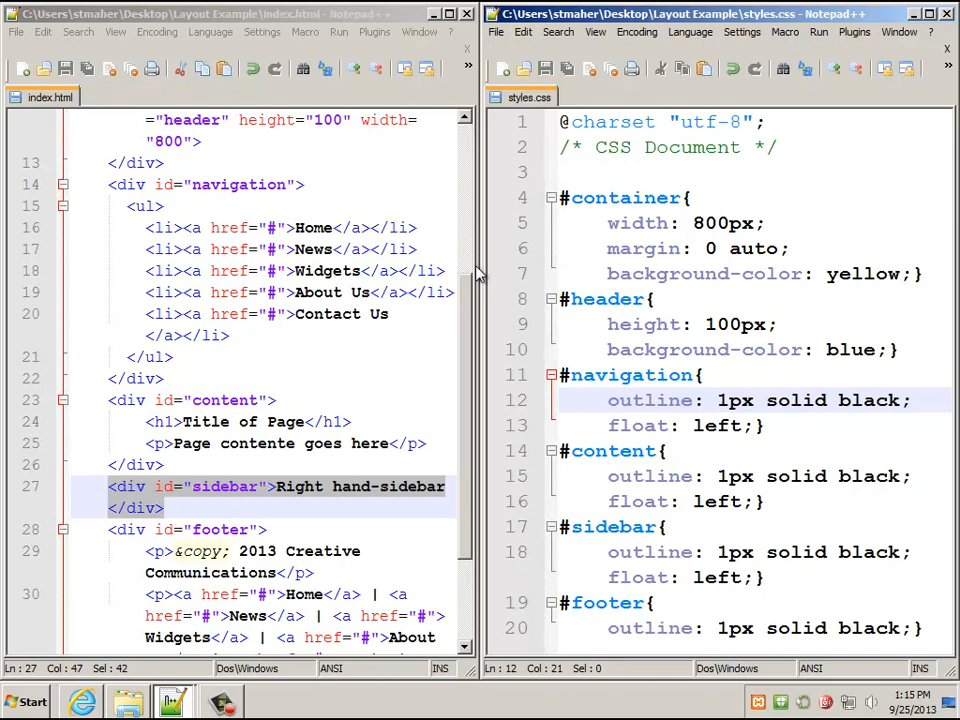 C:\Users\stmaher\Desktop\Layout Example\index.html - Notepad++
File Edit Search View Encoding Language Settings Macro Run Plugins Window ?
X
»
index.html
="header" height="100" width=
"800">
13 </div>
14 <div id="navigation">
15 <ul>
16 <li><a href="#">Home</a></li>
17 <li><a href="#">News</a></li>
18 <li><a href="#">Widgets</a></li>
19 <li><a href="#">About Us</a></li>
20 <li><a href="#">Contact Us
</a></li>
21 </ul>
22 </div>
23 <div id="content">
24 <h1>Title of Page</h1>
25 <p>Page contente goes here</p>
26 </div>
27 <div id="sidebar">Right hand-sidebar
</div>
28 <div id="footer">
29 <p>&copy; 2013 Creative
Communications</p>
30 <p><a href="#">Home</a> | <a
href="#">News</a> | <a href="#">
Widgets</a> | <a href="#">About
Ln : 27 Col : 47 Sel : 42 Dos\Windows ANSI INS
C:\Users\stmaher\Desktop\Layout Example\styles.css - Notepad++
File Edit Search View Encoding Language Settings Macro Run Plugins Window ?
X
»
styles.css
1 @charset "utf-8";
2 /* CSS Document */
3
4 #container{
5 width: 800px;
6 margin: 0 auto;
7 background-color: yellow;}
8 #header{
9 height: 100px;
10 background-color: blue;}
11 #navigation{
12 outline: 1px solid black;
13 float: left;}
14 #content{
15 outline: 1px solid black;
16 float: left;}
17 #sidebar{
18 outline: 1px solid black;
float: left;}
19 #footer{
20 outline: 1px solid black;}
Ln : 12 Col : 21 Sel : 0 Dos\Windows ANSI INS
Start
1:15 PM
9/25/2013